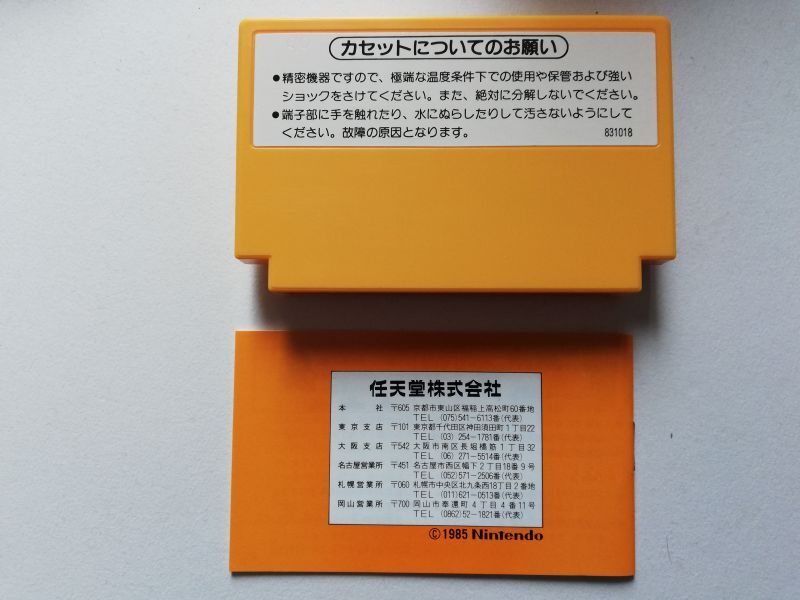 カセットについてのお願い
●精密機器ですので、極端な温度条件下での使用や保管および強い
ショックをさけてください。また、絶対に分解しないでください。
●端子部に手を触れたり、水にぬらしたりして汚さないようにして
ください。故障の原因となります。
831018
任天堂株式会社
本社 〒605 京都市東山区福稲上高松町60番地
TEL (075)541-6113番(代表)
東京支店 〒101 東京都千代田区神田須田町1丁目22
TEL (03) 254-1781番(代表)
大阪支店 〒542 大阪市南区長堀橋筋1丁目32
TEL (06) 271-5514番(代表)
名古屋営業所 〒451 名古屋市西区幅下2丁目18番9号
TEL (052)571-2506番(代表)
札幌営業所 〒060 札幌市中央区北九条西18丁目2番地
TEL (011)621-0513番(代表)
岡山営業所 〒700 岡山市奉還町4丁目4番11号
TEL (0862)52-1821番(代表)
©1985 Nintendo